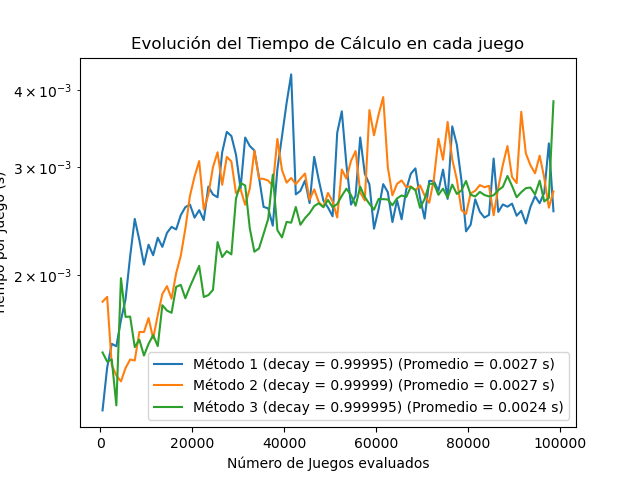 Evolución del Tiempo de Cálculo en cada juego
4 × 10⁻³
3 × 10⁻³
2 × 10⁻³
por juego (s)
Método 1 (decay = 0.99995) (Promedio = 0.0027 s)
Método 2 (decay = 0.99999) (Promedio = 0.0027 s)
Método 3 (decay = 0.999995) (Promedio = 0.0024 s)
0 20000 40000 60000 80000 100000
Número de Juegos evaluados